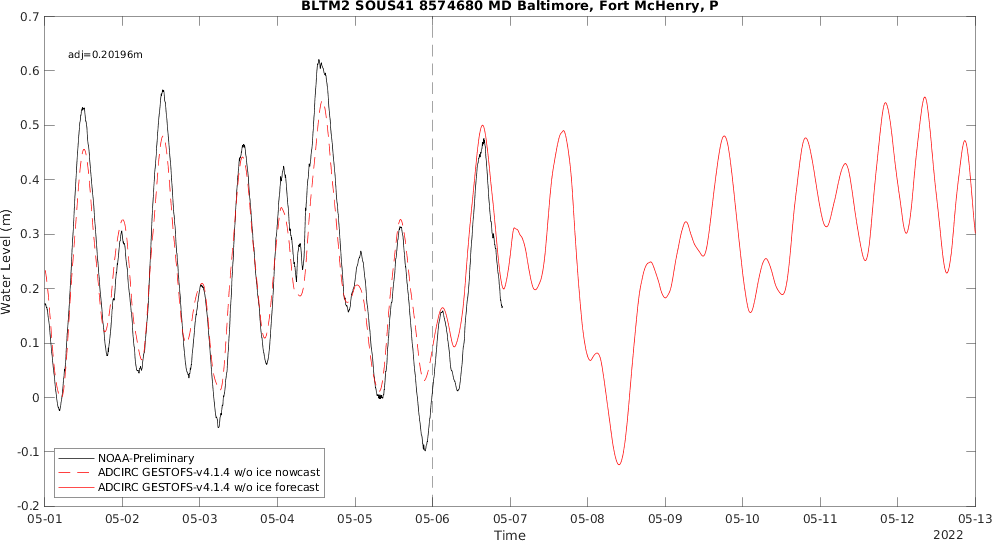 BLTM2 SOUS41 8574680 MD Baltimore, Fort McHenry, P
0.7
0.6
0.5
0.4
0.3
0.2
0.1
0
-0.1
-0.2
Water Level (m)
adj=0.20196m
NOAA-Preliminary
ADCIRC GESTOFS-v4.1.4 w/o ice nowcast
ADCIRC GESTOFS-v4.1.4 w/o ice forecast
05-01 05-02 05-03 05-04 05-05 05-06 05-07 05-08 05-09 05-10 05-11 05-12 05-13
Time
2022